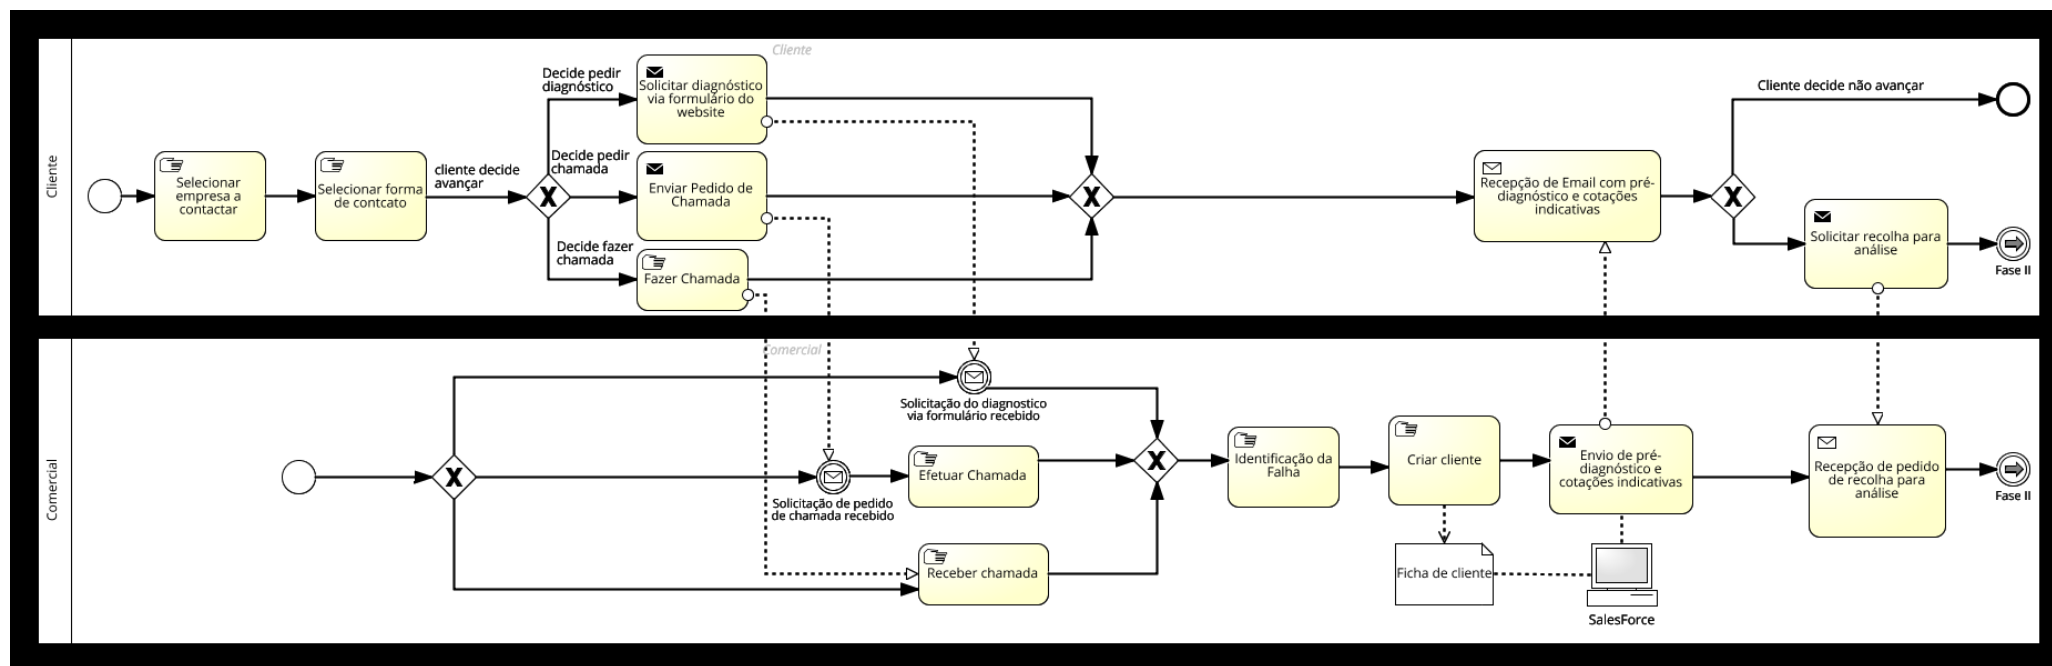 Cliente
Cliente
Selecionar
empresa a
contactar
Selecionar forma
de contcato
cliente decide
avançar
X
Decide pedir
diagnóstico
Solicitar diagnóstico
via formulário do
website
Decide pedir
chamada
Enviar Pedido de
Chamada
Decide fazer
chamada
Fazer Chamada
X
Recepção de Email com pré-
diagnóstico e cotações
indicativas
X
Cliente decide não avançar
Solicitar recolha para
análise
Fase II
Comercial
Comercial
X
Solicitação do diagnostico
via formulário recebido
Solicitação de pedido
de chamada recebido
Efetuar Chamada
Receber chamada
X
Identificação da
Falha
Criar cliente
Ficha de cliente
Envio de pré-
diagnóstico e
cotações indicativas
SalesForce
Recepção de pedido
de recolha para
análise
Fase II